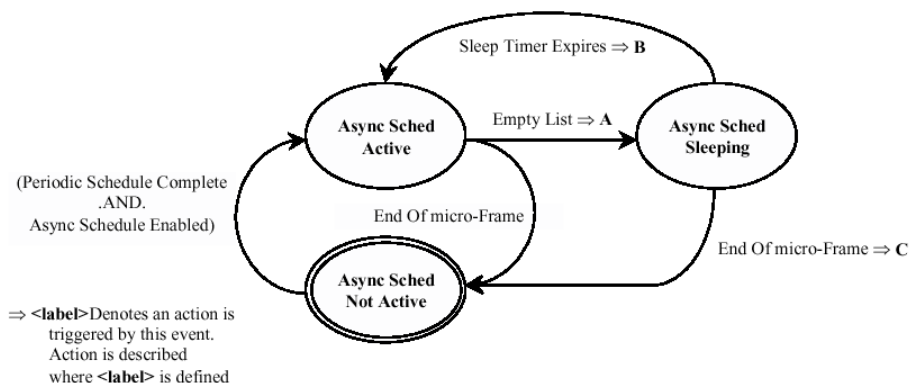 Sleep Timer Expires ⇒ B
Async Sched
Active
Empty List ⇒ A
Async Sched
Sleeping
(Periodic Schedule Complete
.AND.
Async Schedule Enabled)
End Of micro-Frame
End Of micro-Frame ⇒ C
Async Sched
Not Active
⇒ <label>Denotes an action is
triggered by this event.
Action is described
where <label> is defined